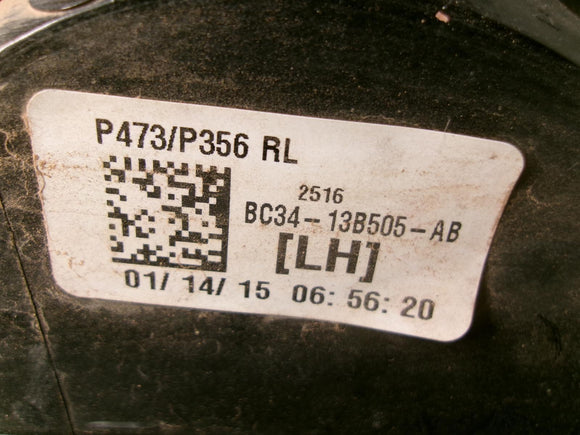 P473/P356 RL
2516
BC34-13B505-AB
[LH]
01/ 14/ 15 06: 56: 20